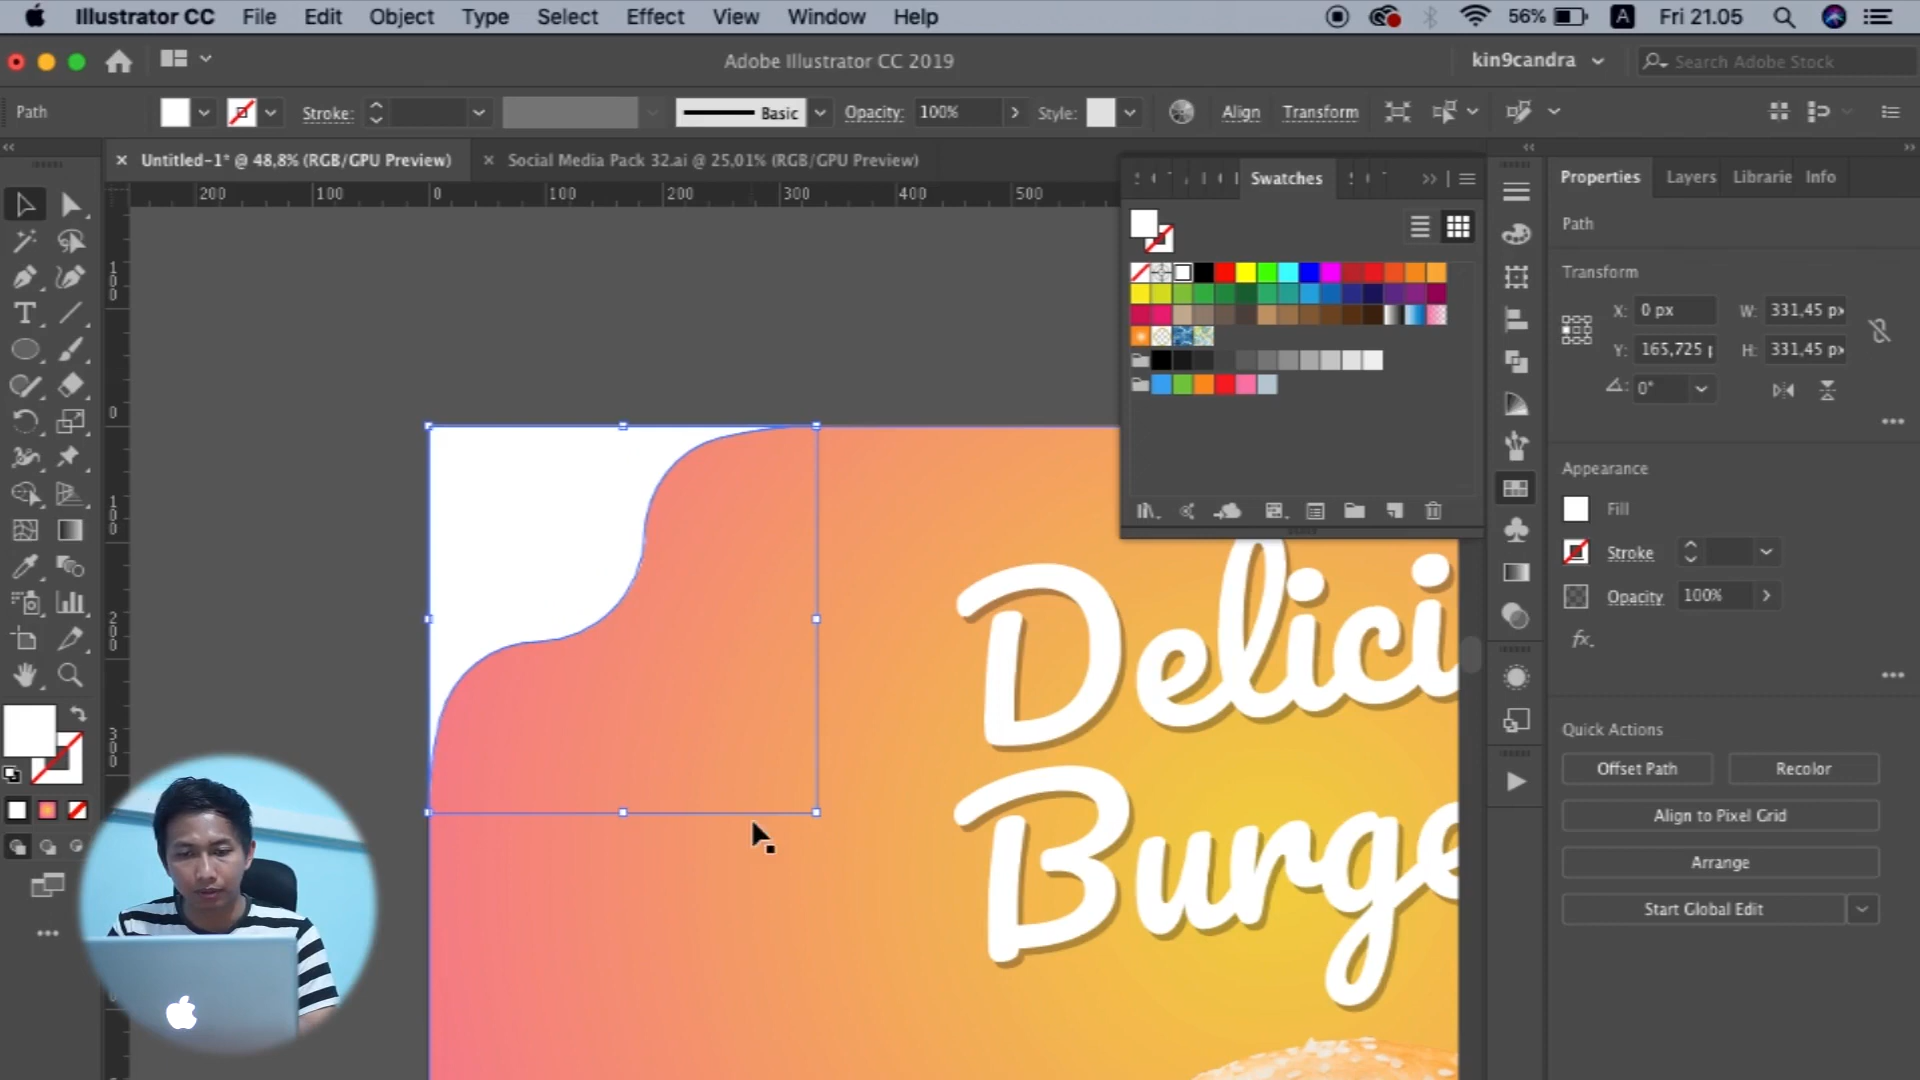 Illustrator CC File Edit Object Type Select Effect View Window Help 56% A Fri 21.05
Adobe Illustrator CC 2019 kin9candra Search Adobe Stock
Path Stroke: Basic Opacity: 100% Style: Align Transform
× Untitled-1* @ 48,8% (RGB/GPU Preview) × Social Media Pack 32.ai @ 25,01% (RGB/GPU Preview)
200 100 0 100 200 300 400 500
Swatches
Properties Layers Librarie Info
Path
Transform
X: 0 px W: 331,45 px
Y: 165,725 p H: 331,45 px
0°
Appearance
Fill
Stroke
Opacity 100%
fx.
Quick Actions
Offset Path Recolor
Align to Pixel Grid
Arrange
Start Global Edit
100
0
100
200
300
Delici
Burge